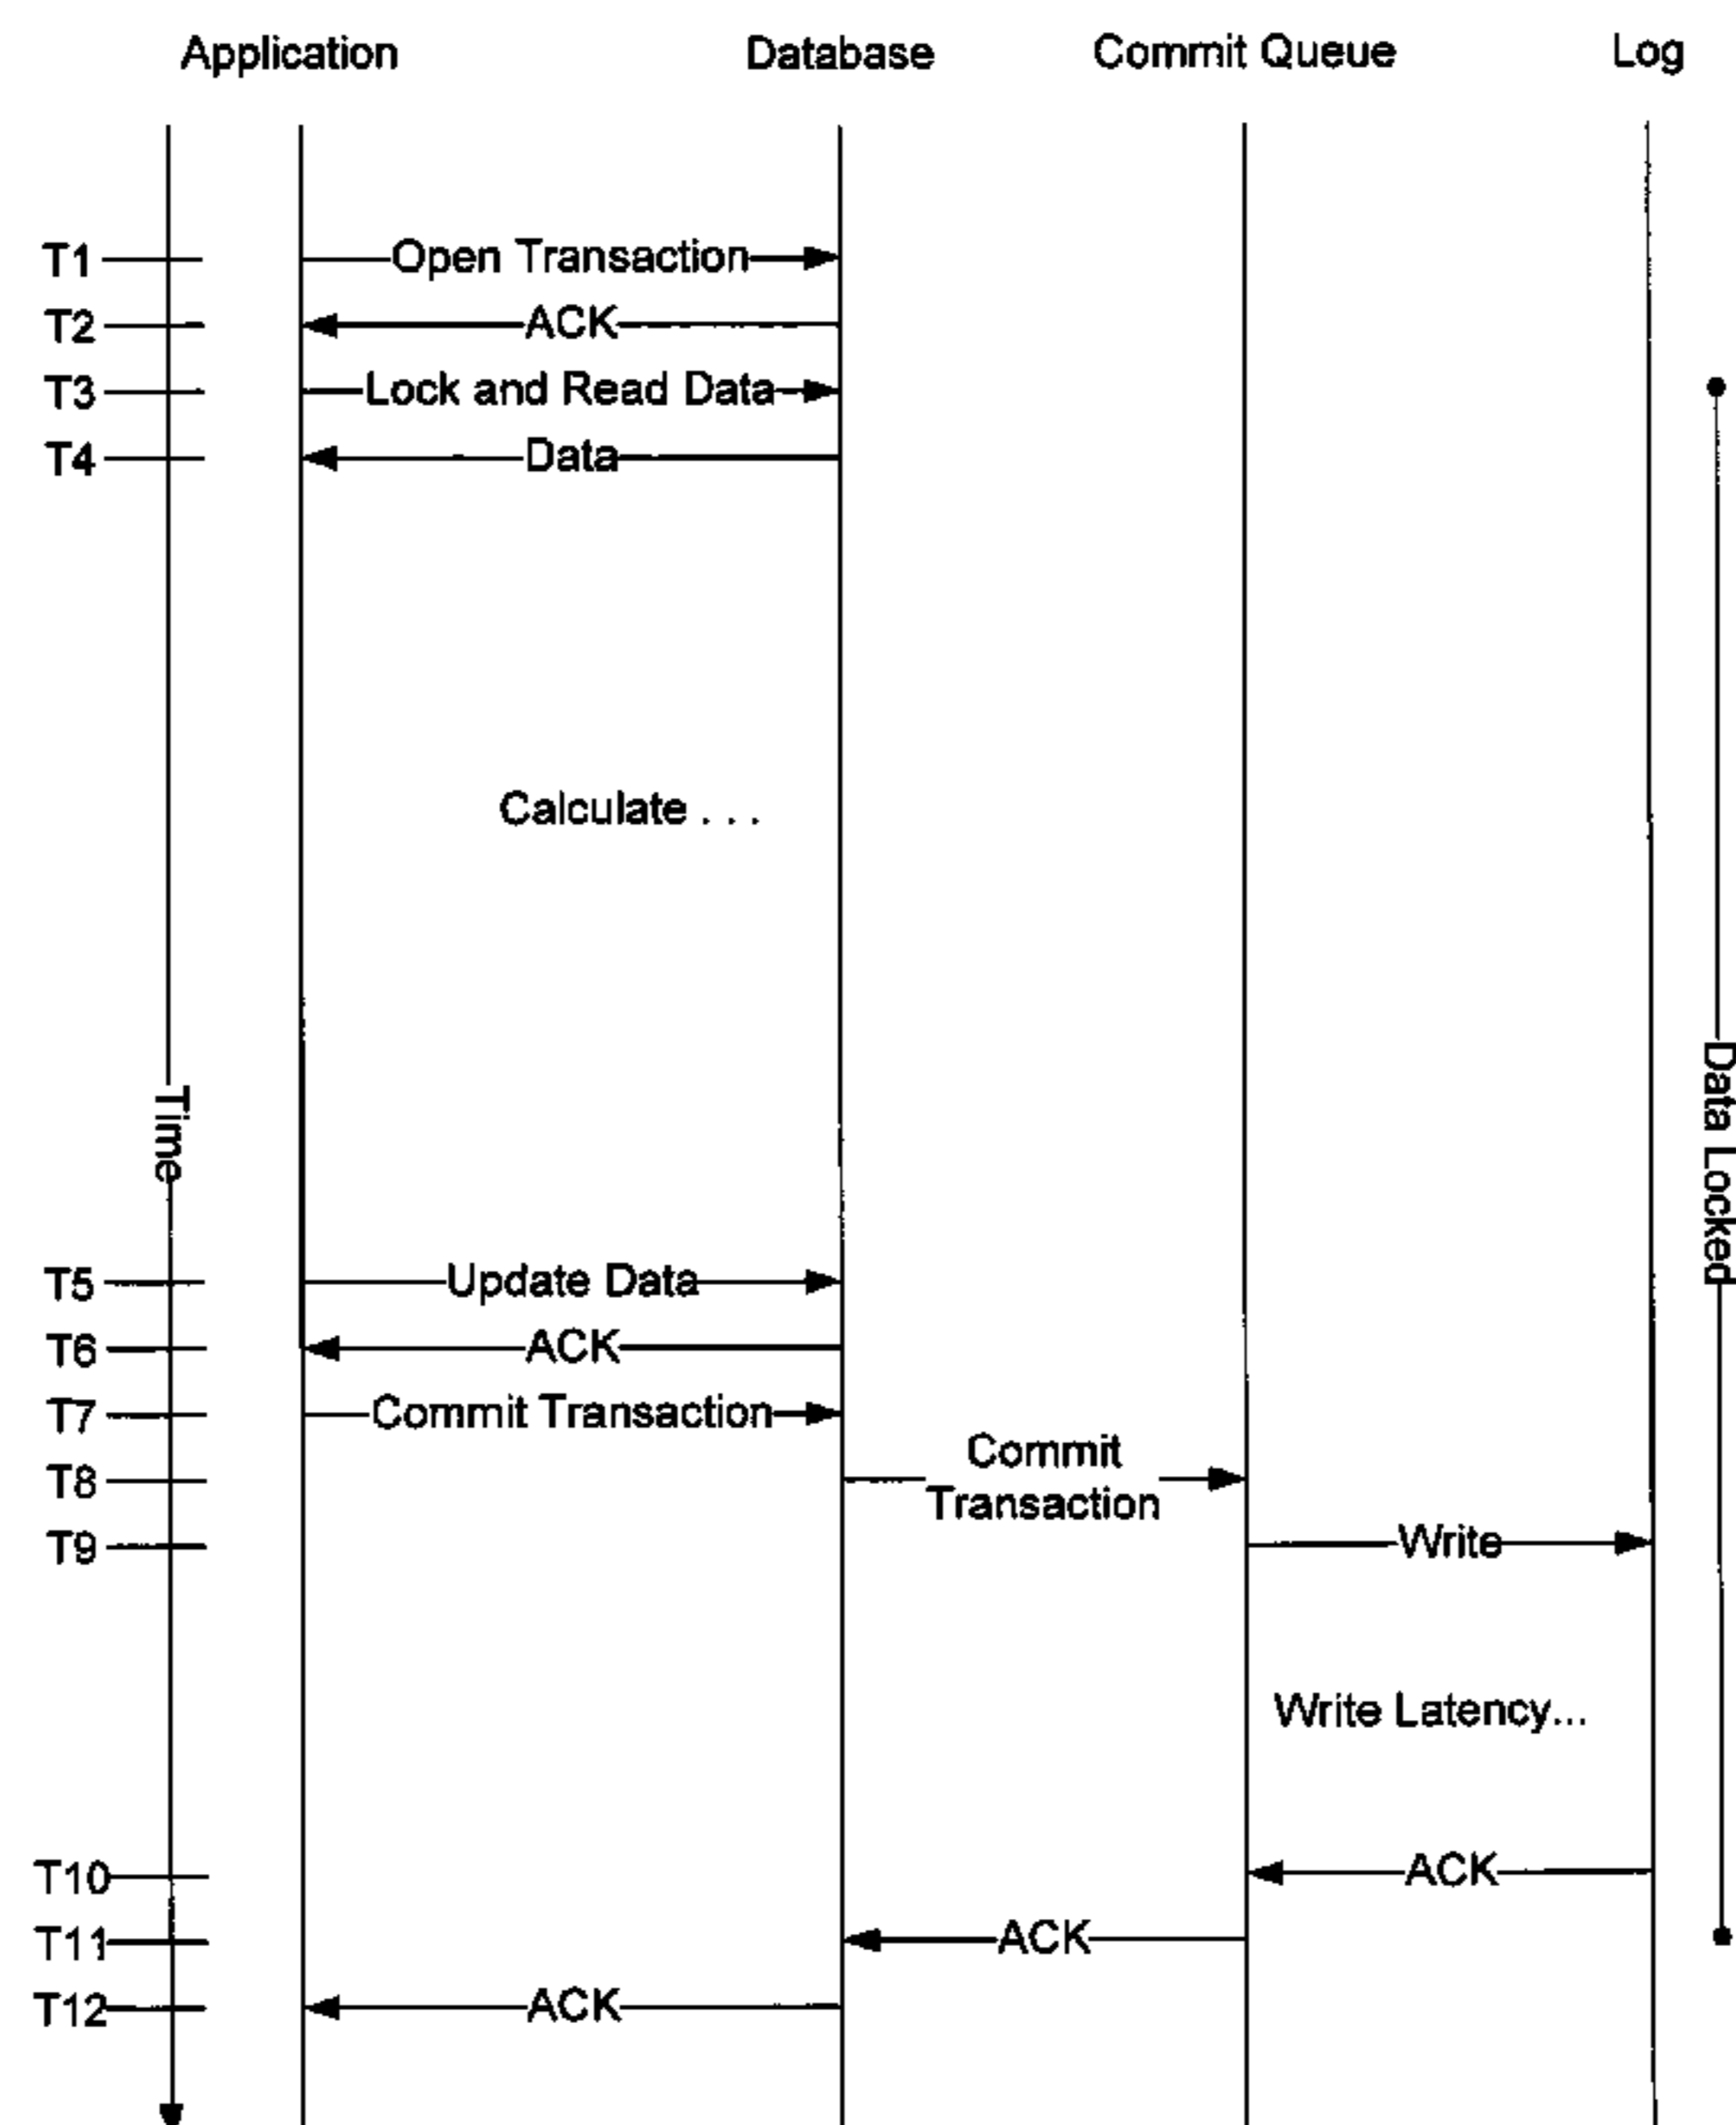 Application Database Commit Queue Log
T1 Open Transaction
T2 ACK
T3 Lock and Read Data
T4 Data
Calculate . . .
Time
Data Locked
T5 Update Data
T6 ACK
T7 Commit Transaction
T8 Commit
Transaction
T9 Write
Write Latency...
T10 ACK
T11 ACK
T12 ACK